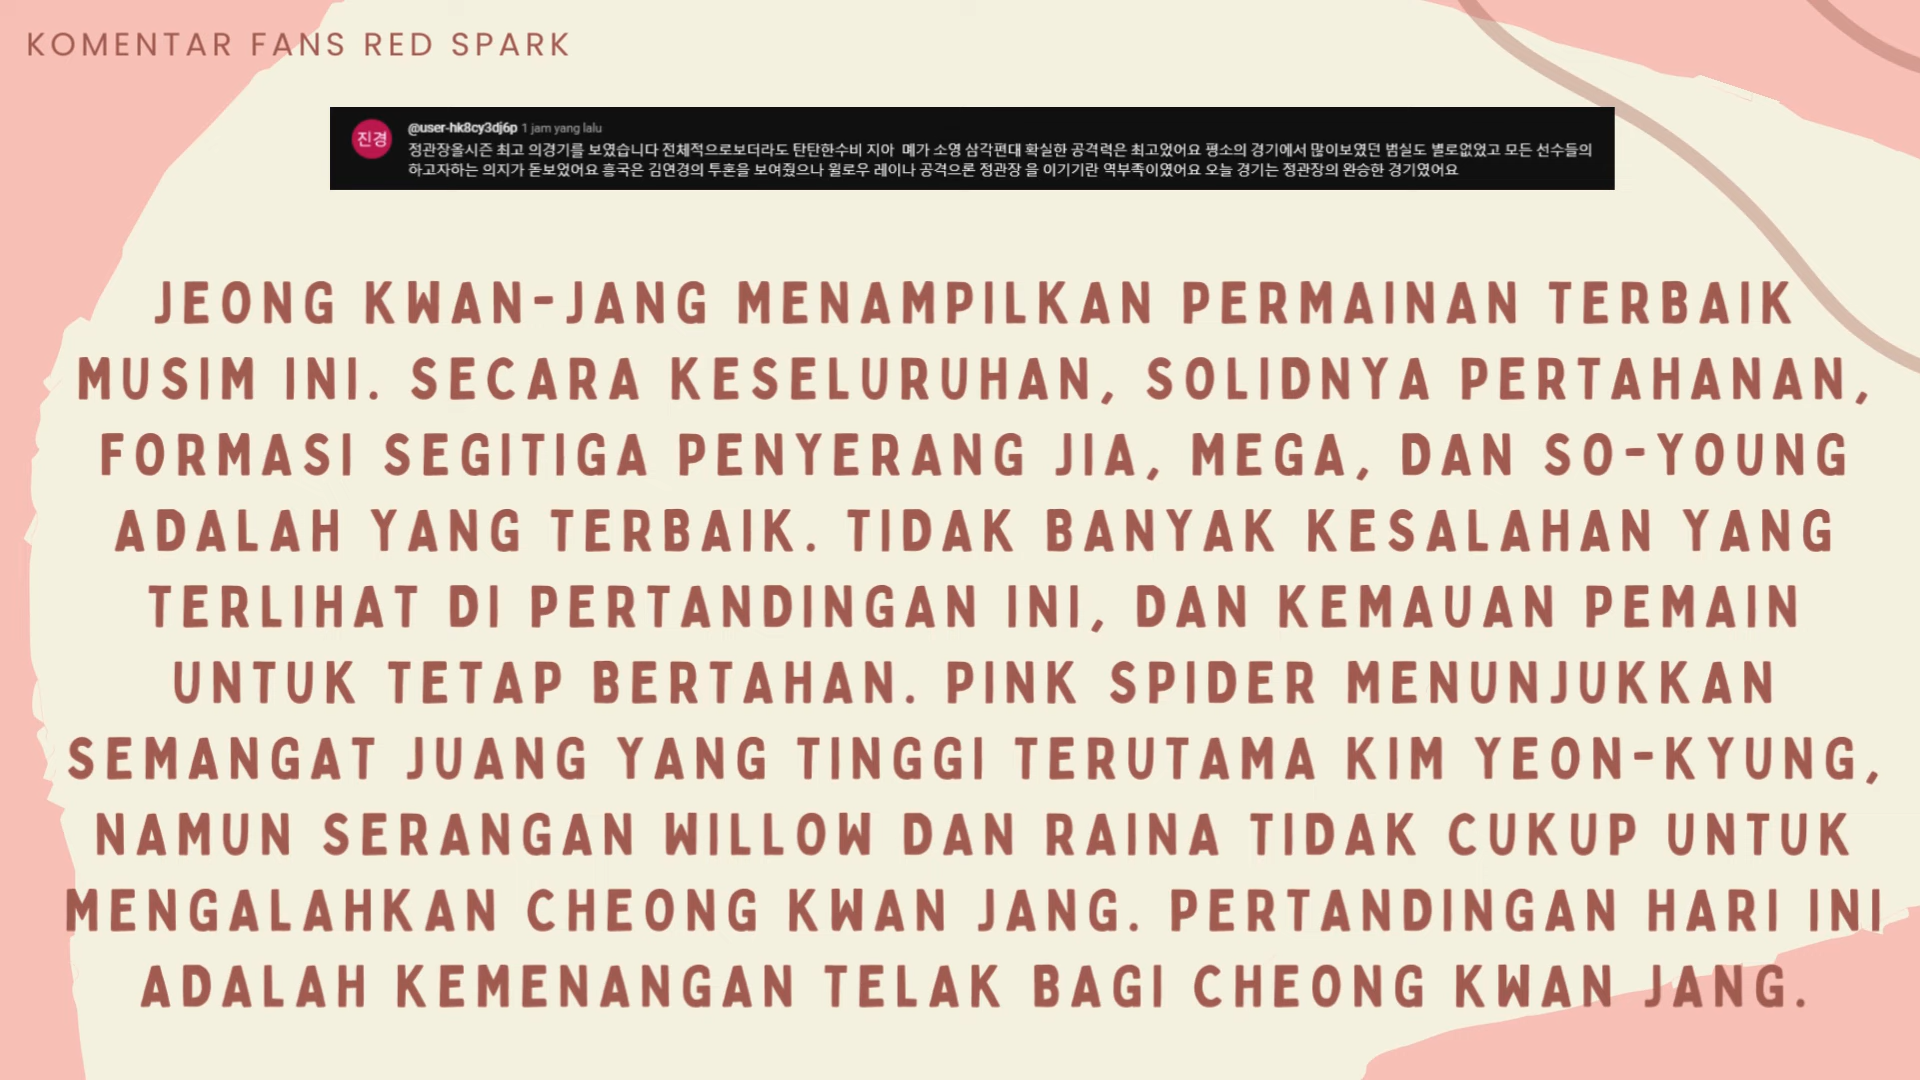 KOMENTAR FANS RED SPARK
진경
@user-hk8cy3dj6p 1 jam yang lalu
정관장올시즌 최고 의경기를 보였습니다 전체적으로보더라도 탄탄한수비 지아 메가 소영 삼각편대 확실한 공격력은 최고었어요 평소의 경기에서 많이보였던 범실도 별로없었고 모든 선수들의
하고자하는 의지가 돋보었어요 흥국은 김연경의 투혼을 보여줬으나 윌로우 레이나 공격으론 정관장 을 이기기란 역부족이였어요 오늘 경기는 정관장의 완승한 경기였어요
JEONG KWAN-JANG MENAMPILKAN PERMAINAN TERBAIK
MUSIM INI. SECARA KESELURUHAN, SOLIDNYA PERTAHANAN,
FORMASI SEGITIGA PENYERANG JIA, MEGA, DAN SO-YOUNG
ADALAH YANG TERBAIK. TIDAK BANYAK KESALAHAN YANG
TERLIHAT DI PERTANDINGAN INI, DAN KEMAUAN PEMAIN
UNTUK TETAP BERTAHAN. PINK SPIDER MENUNJUKKAN
SEMANGAT JUANG YANG TINGGI TERUTAMA KIM YEON-KYUNG,
NAMUN SERANGAN WILLOW DAN RAINA TIDAK CUKUP UNTUK
MENGALAHKAN CHEONG KWAN JANG. PERTANDINGAN HARI INI
ADALAH KEMENANGAN TELAK BAGI CHEONG KWAN JANG.